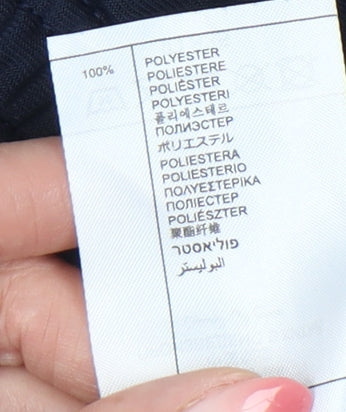 100% POLYESTER
POLIESTERE
POLIÈSTER
POLYESTERI
폴리에스테르
ПОЛИЭСТЕР
ポリエステル
POLIESTERA
POLIESTERIO
ΠΟΛΥΕΣΤΕΡΙΚΑ
ПОЛІЕСТЕР
POLIÉSZTER
聚酯纤维
פוליאסטר
البوليستر